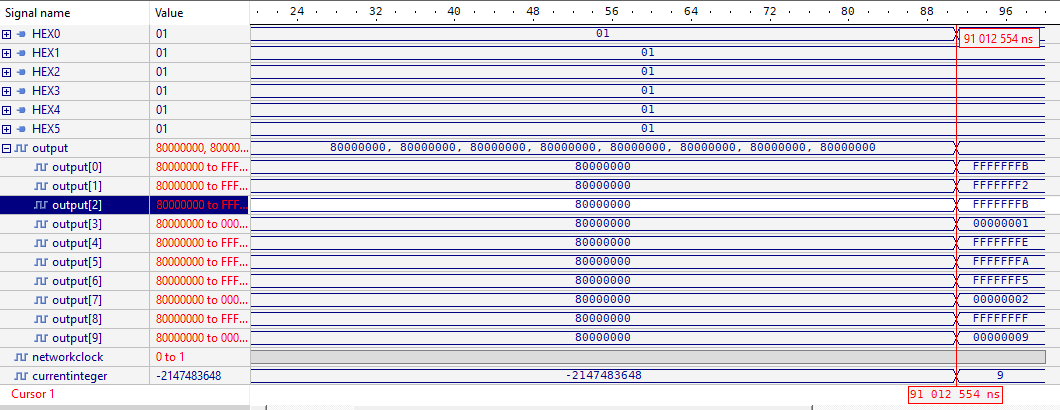 Signal name Value 24 32 40 48 56 64 72 80 88 96
HEX0 01 01 91 012 554 ns
HEX1 01 01
HEX2 01 01
HEX3 01 01
HEX4 01 01
HEX5 01 01
output 80000000, 80000... 80000000, 80000000, 80000000, 80000000, 80000000, 80000000, 80000000, 80000000
output[0] 80000000 to FFF... 80000000 FFFFFFFB
output[1] 80000000 to FFF... 80000000 FFFFFFF2
output[2] 80000000 to FFF... 80000000 FFFFFFFB
output[3] 80000000 to 000... 80000000 00000001
output[4] 80000000 to FFF... 80000000 FFFFFFFE
output[5] 80000000 to FFF... 80000000 FFFFFFFA
output[6] 80000000 to FFF... 80000000 FFFFFFF5
output[7] 80000000 to 000... 80000000 00000002
output[8] 80000000 to FFF... 80000000 FFFFFFFF
output[9] 80000000 to 000... 80000000 00000009
networkclock 0 to 1
currentinteger -2147483648 -2147483648 9
Cursor 1 91 012 554 ns